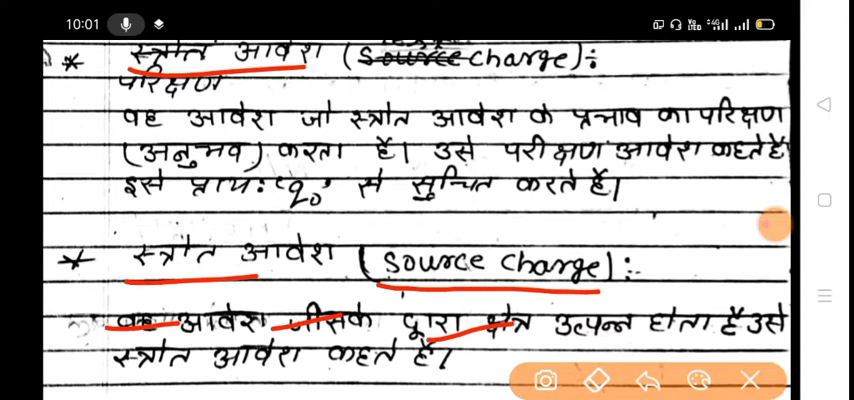 10:01
* स्त्रोत आवेश (Source charge):
परिक्षण
वह आवेश जो स्त्रोत आवेश के प्रभाव का परिक्षण
(अनुभव) करता है। उसे परीक्षण आवेश कहते हैं
इसे प्राय: 'q₀' से सुचित करते हैं।
* स्त्रोत आवेश (Source charge):
वह आवेश जीसके द्वारा क्षेत्र उत्पन्न होता है उसे
स्त्रोत आवेश कहते हैं।